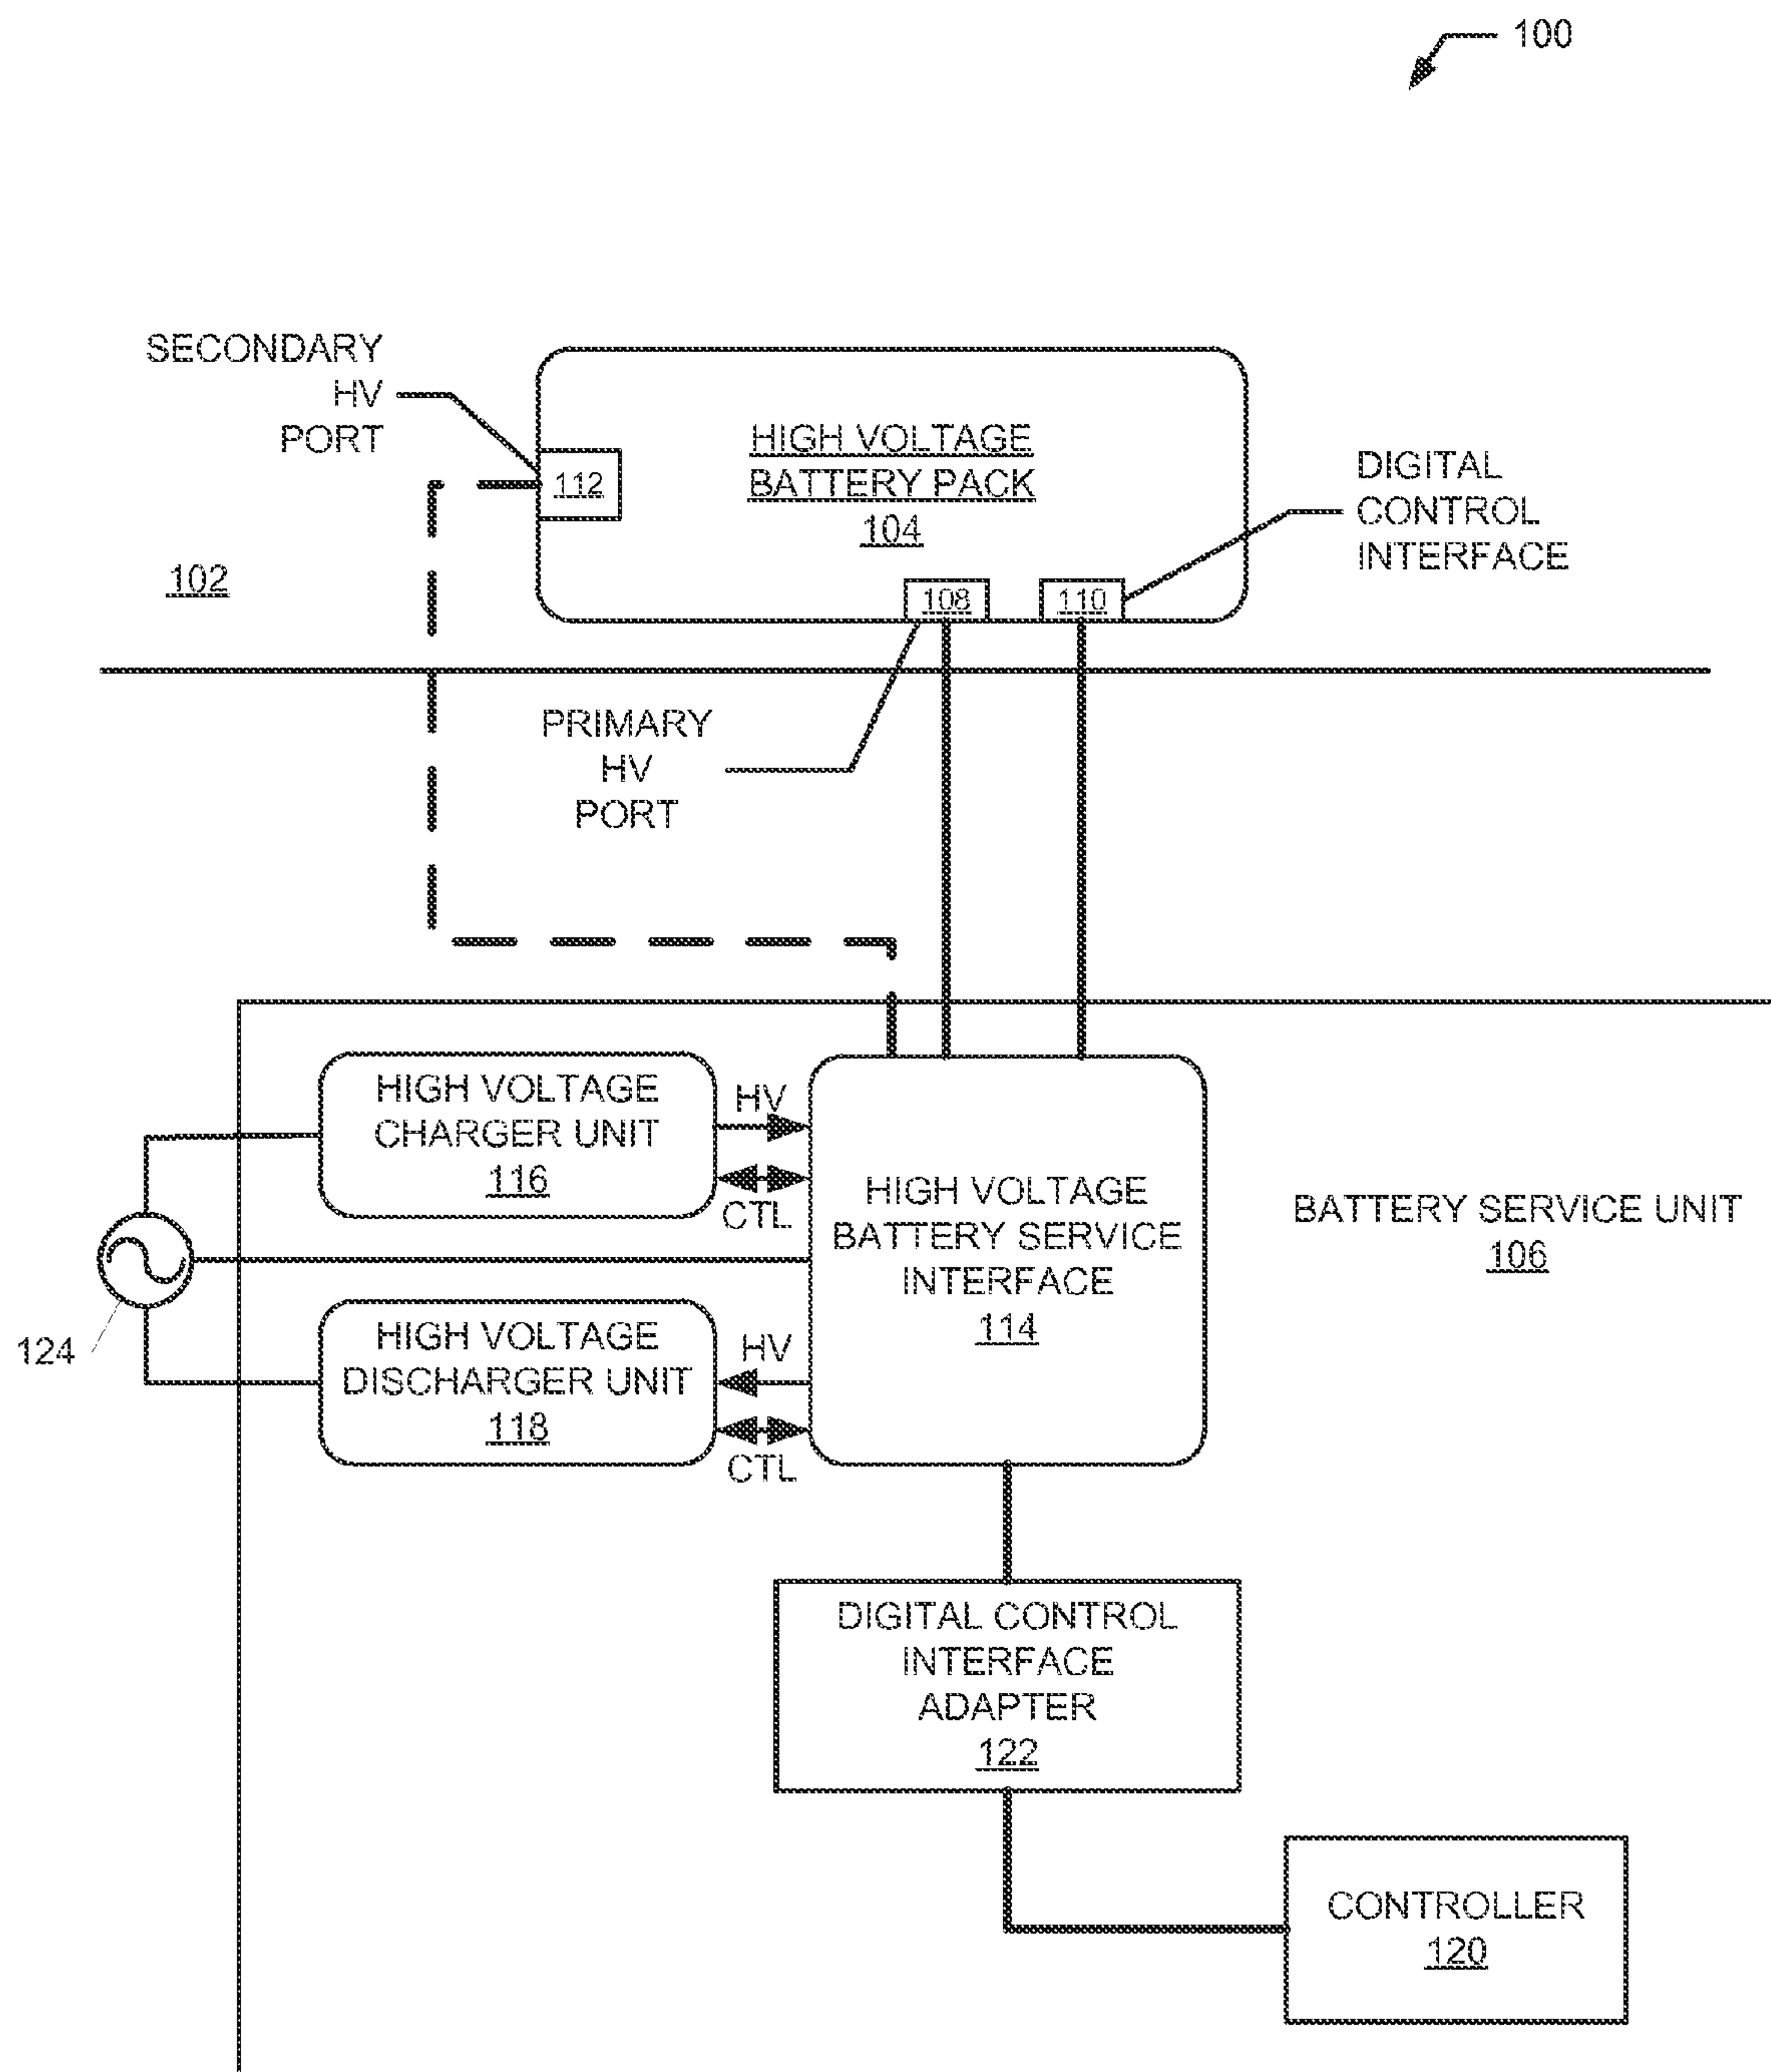 100
SECONDARY
HV
PORT
112
HIGH VOLTAGE
BATTERY PACK
104
DIGITAL
CONTROL
INTERFACE
102
108
110
PRIMARY
HV
PORT
HIGH VOLTAGE
CHARGER UNIT
116
HV
CTL
HIGH VOLTAGE
BATTERY SERVICE
INTERFACE
114
BATTERY SERVICE UNIT
106
124
HIGH VOLTAGE
DISCHARGER UNIT
118
HV
CTL
DIGITAL CONTROL
INTERFACE
ADAPTER
122
CONTROLLER
120